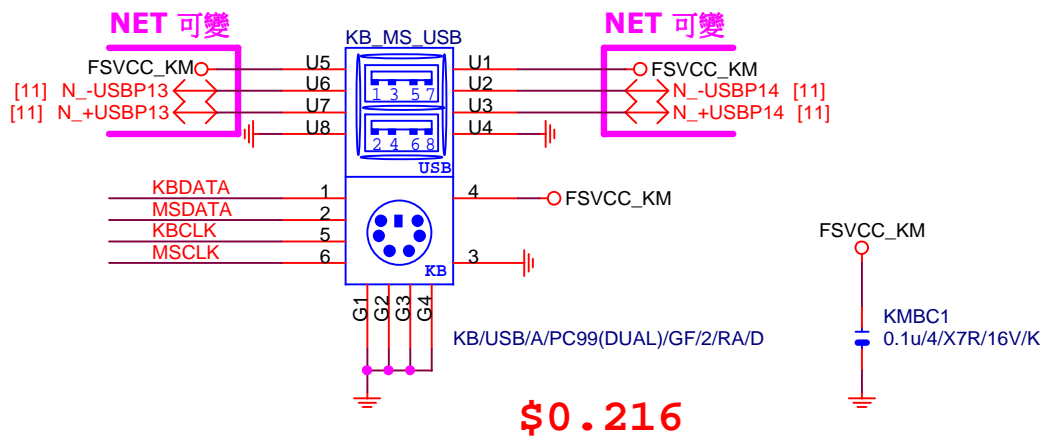 NET 可變
NET 可變
KB_MS_USB
FSVCC_KM
U5
U1
FSVCC_KM
[11] N_-USBP13
U6
U2
N_-USBP14 [11]
[11] N_+USBP13
U7
U3
N_+USBP14 [11]
U8
U4
1 3 5 7
2 4 6 8
USB
KBDATA
1
4
FSVCC_KM
MSDATA
2
KBCLK
5
MSCLK
6
3
KB
FSVCC_KM
G1
G2
G3
G4
KB/USB/A/PC99(DUAL)/GF/2/RA/D
KMBC1
0.1u/4/X7R/16V/K
$0.216